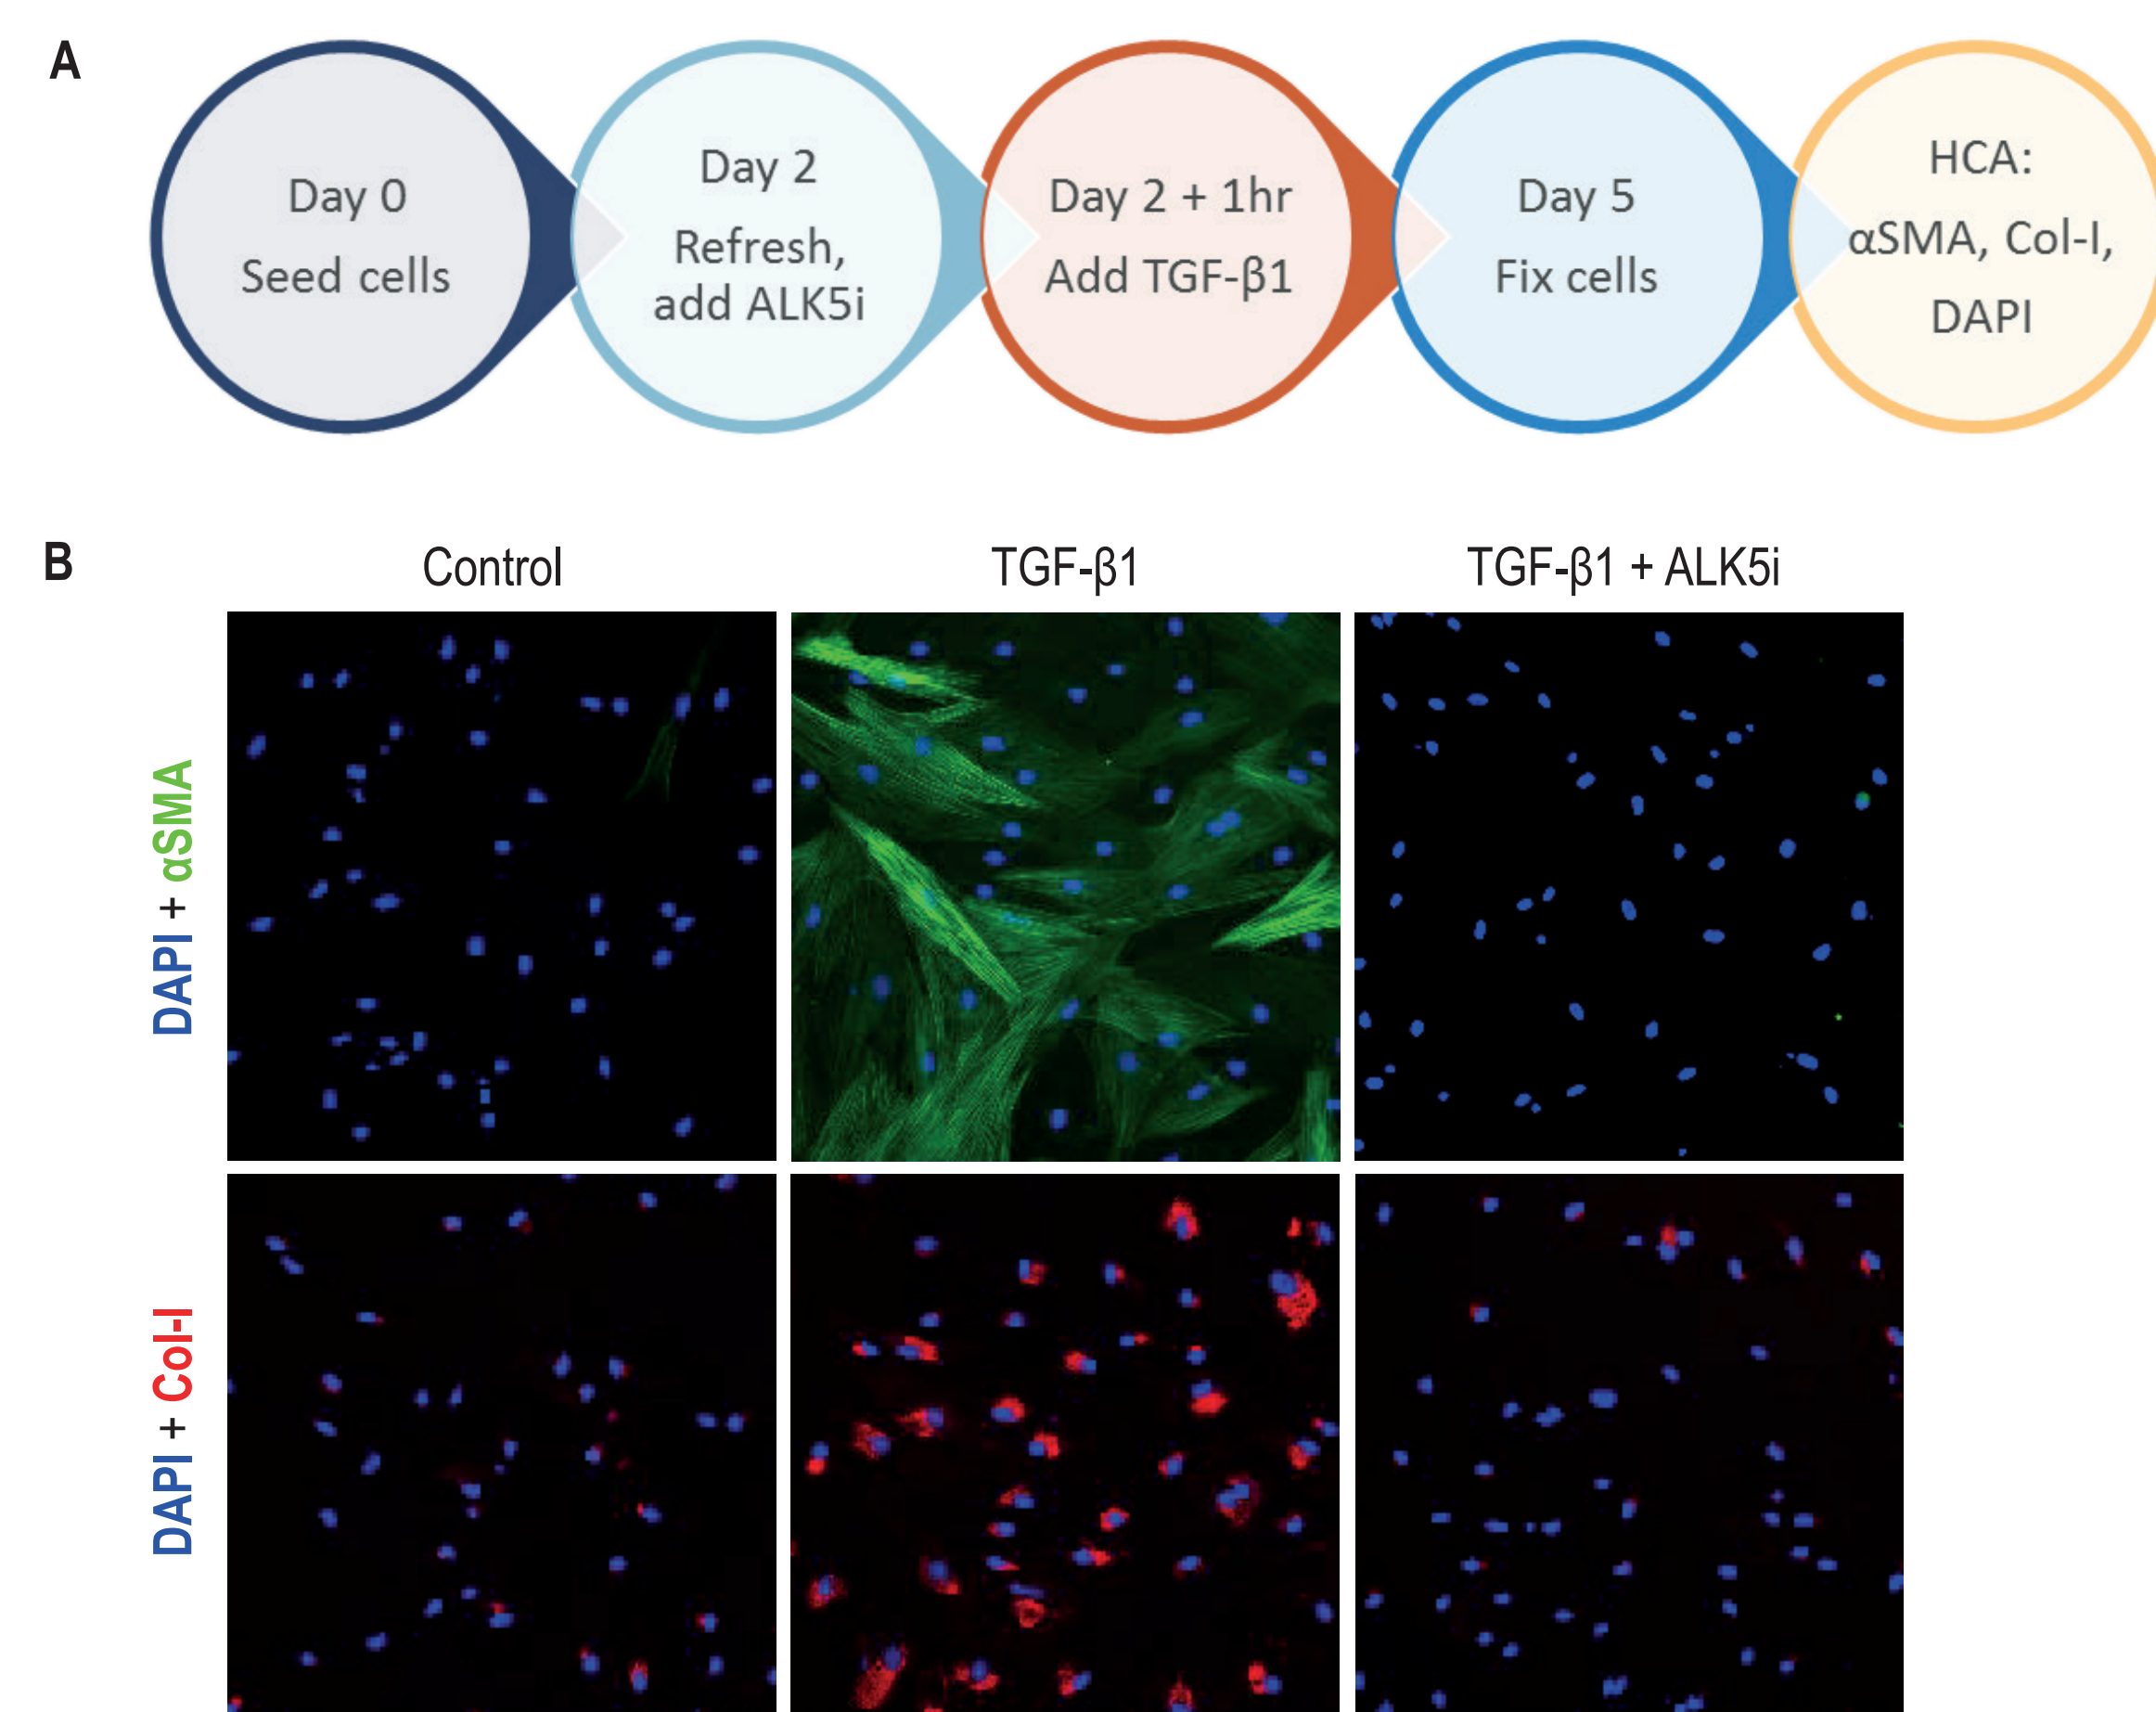 A
Day 0
Seed cells
Day 2
Refresh,
add ALK5i
Day 2 + 1hr
Add TGF-β1
Day 5
Fix cells
HCA:
αSMA, Col-I,
DAPI
B
Control
TGF-β1
TGF-β1 + ALK5i
DAPI + αSMA
DAPI + Col-I